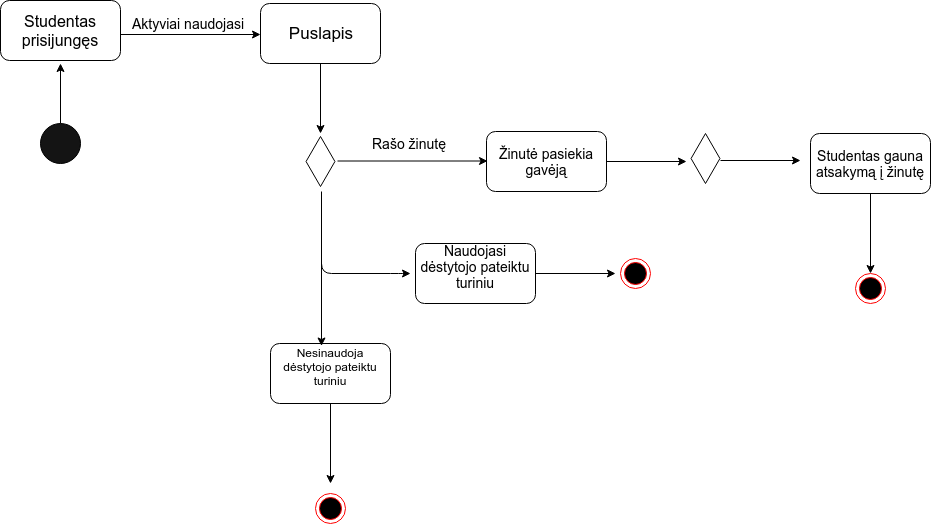 Studentas
prisijungęs
Aktyviai naudojasi
Puslapis
Rašo žinutę
Žinutė pasiekia
gavėją
Studentas gauna
atsakymą į žinutę
Naudojasi
dėstytojo pateiktu
turiniu
Nesinaudoja
dėstytojo pateiktu
turiniu